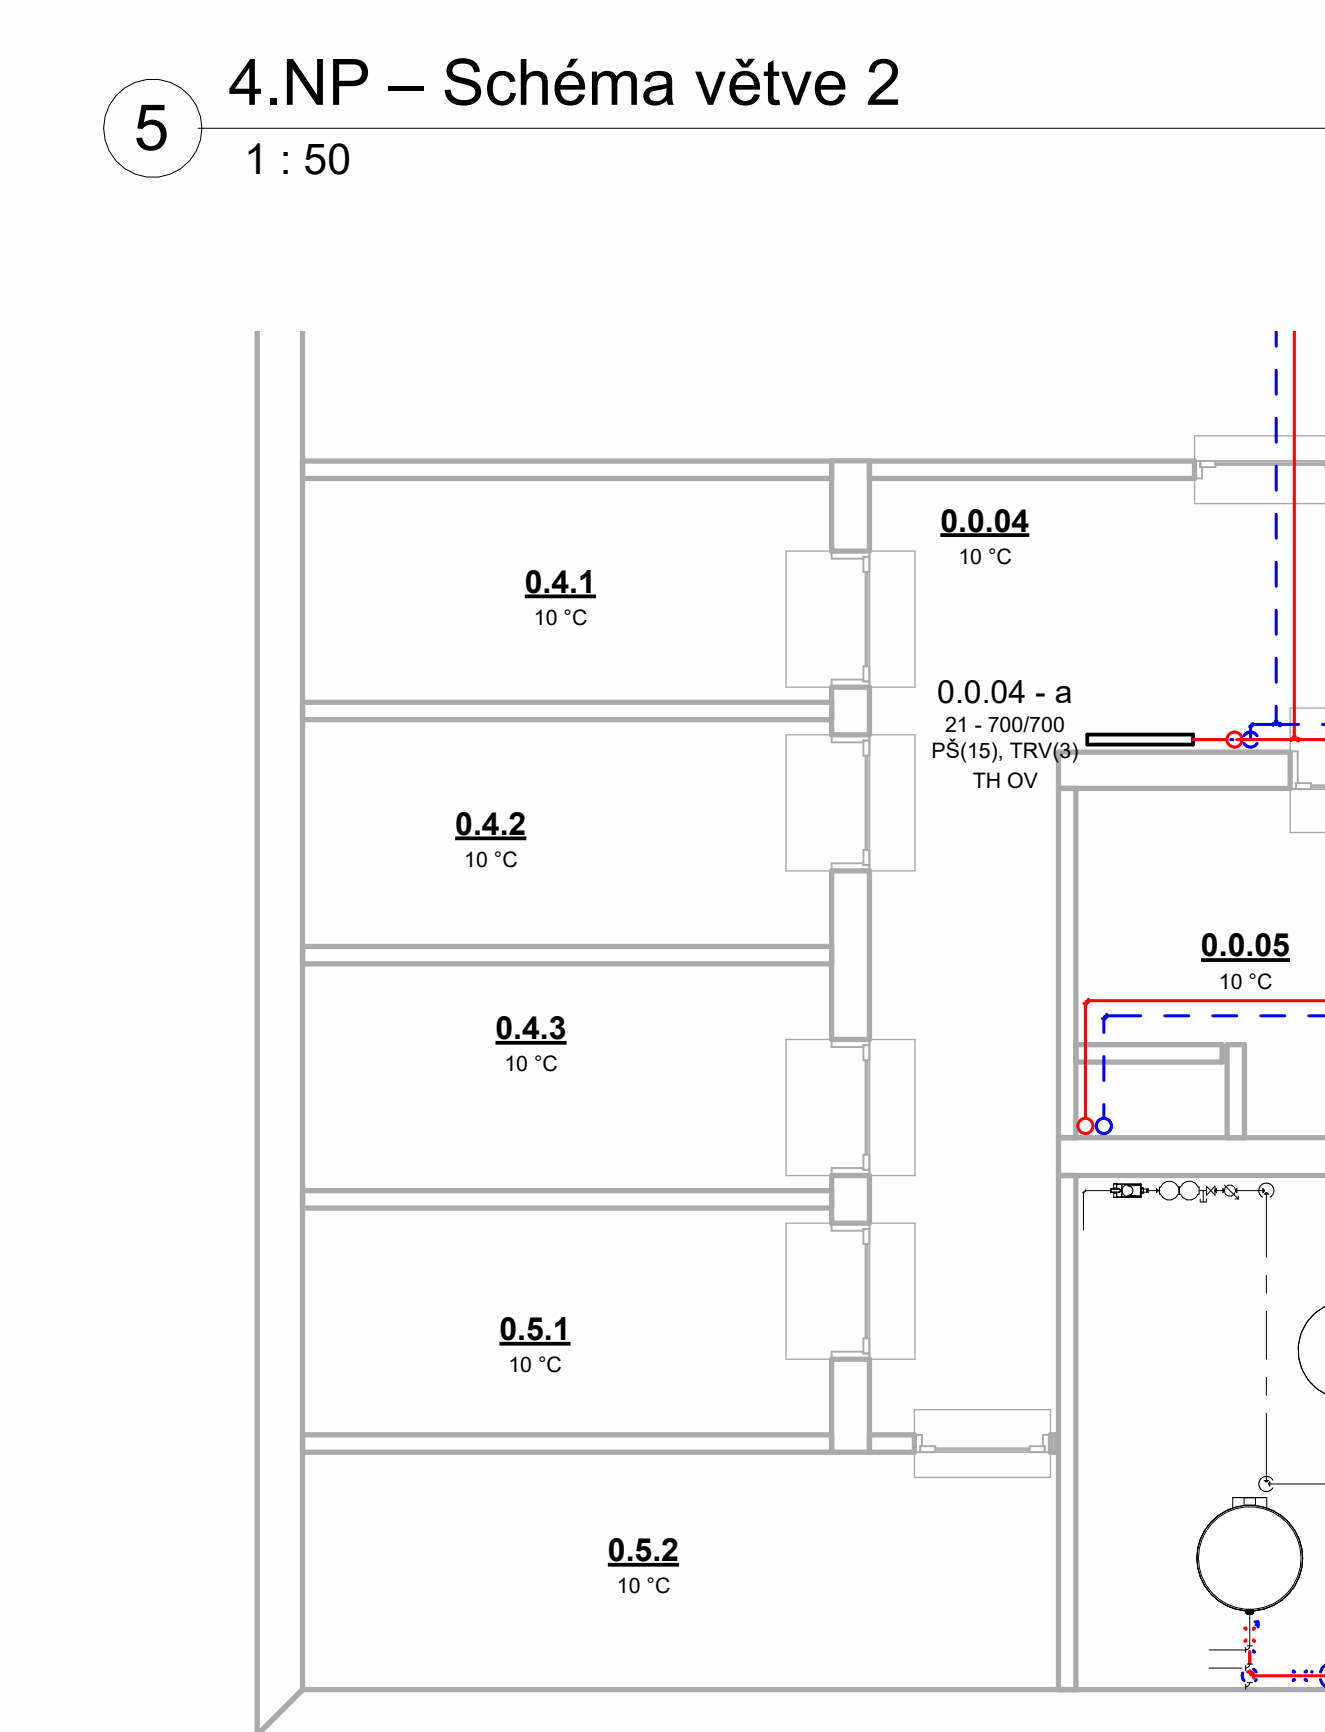 5
4.NP – Schéma větve 2
1 : 50
0.0.04
10 °C
0.4.1
10 °C
0.0.04 - a
21 - 700/700
PŠ(15), TRV(3)
TH OV
0.4.2
10 °C
0.0.05
10 °C
0.4.3
10 °C
0.5.1
10 °C
0.5.2
10 °C